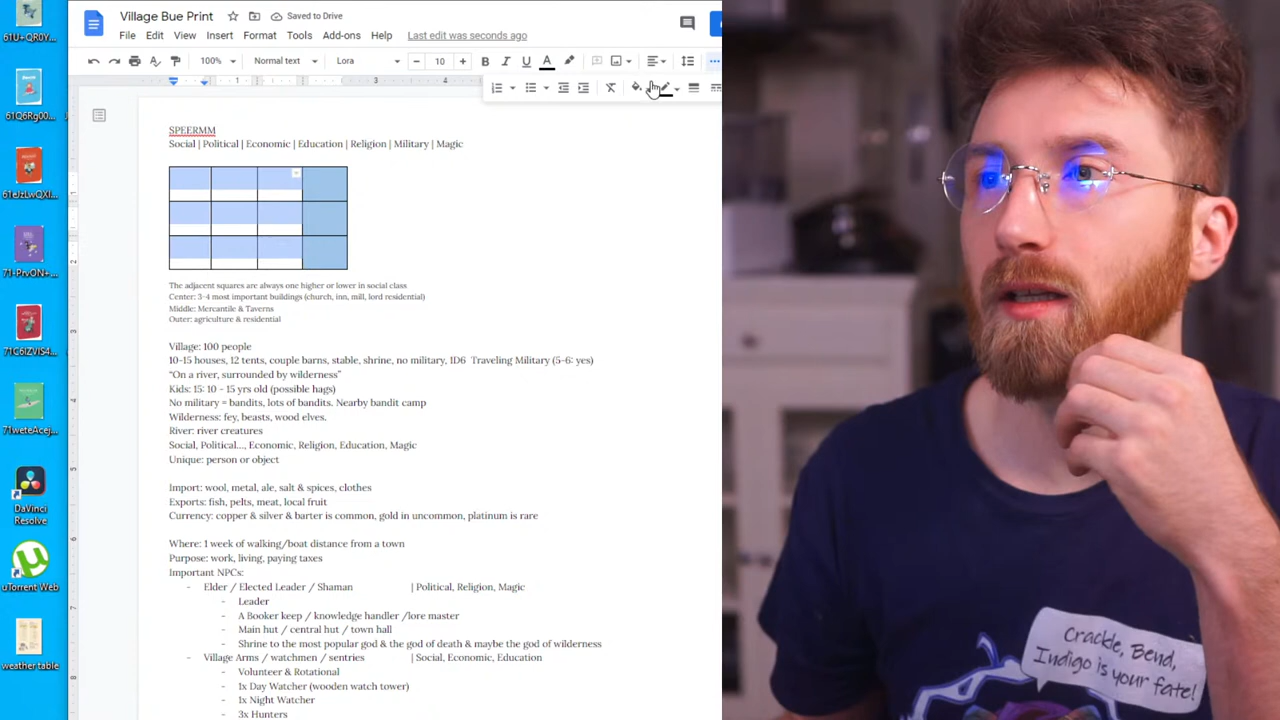 Village Bue Print
Saved to Drive
File Edit View Insert Format Tools Add-ons Help Last edit was seconds ago
100% Normal text Lora 10 B I U A
SPEERMM
Social | Political | Economic | Education | Religion | Military | Magic
The adjacent squares are always one higher or lower in social class
Center: 3-4 most important buildings (church, inn, mill, lord residential)
Middle: Mercantile & Taverns
Outer: agriculture & residential
Village: 100 people
10-15 houses, 12 tents, couple barns, stable, shrine, no military, 1D6 Traveling Military (5-6: yes)
“On a river, surrounded by wilderness”
Kids: 15: 10 - 15 yrs old (possible hags)
No military = bandits, lots of bandits. Nearby bandit camp
Wilderness: fey, beasts, wood elves.
River: river creatures
Social, Political..., Economic, Religion, Education, Magic
Unique: person or object
Import: wool, metal, ale, salt & spices, clothes
Exports: fish, pelts, meat, local fruit
Currency: copper & silver & barter is common, gold in uncommon, platinum is rare
Where: 1 week of walking/boat distance from a town
Purpose: work, living, paying taxes
Important NPCs:
- Elder / Elected Leader / Shaman | Political, Religion, Magic
- Leader
- A Booker keep / knowledge handler /lore master
- Main hut / central hut / town hall
- Shrine to the most popular god & the god of death & maybe the god of wilderness
- Village Arms / watchmen / sentries | Social, Economic, Education
- Volunteer & Rotational
- 1x Day Watcher (wooden watch tower)
- 1x Night Watcher
- 3x Hunters
61U+QR0Y...
61Q6Rg00...
61eJzLwQXI...
71-PrvON+...
71C6IZVIS4...
71weteAcej...
DaVinci
Resolve
uTorrent Web
weather table
Crackle, Bend,
Indigo is your fate!